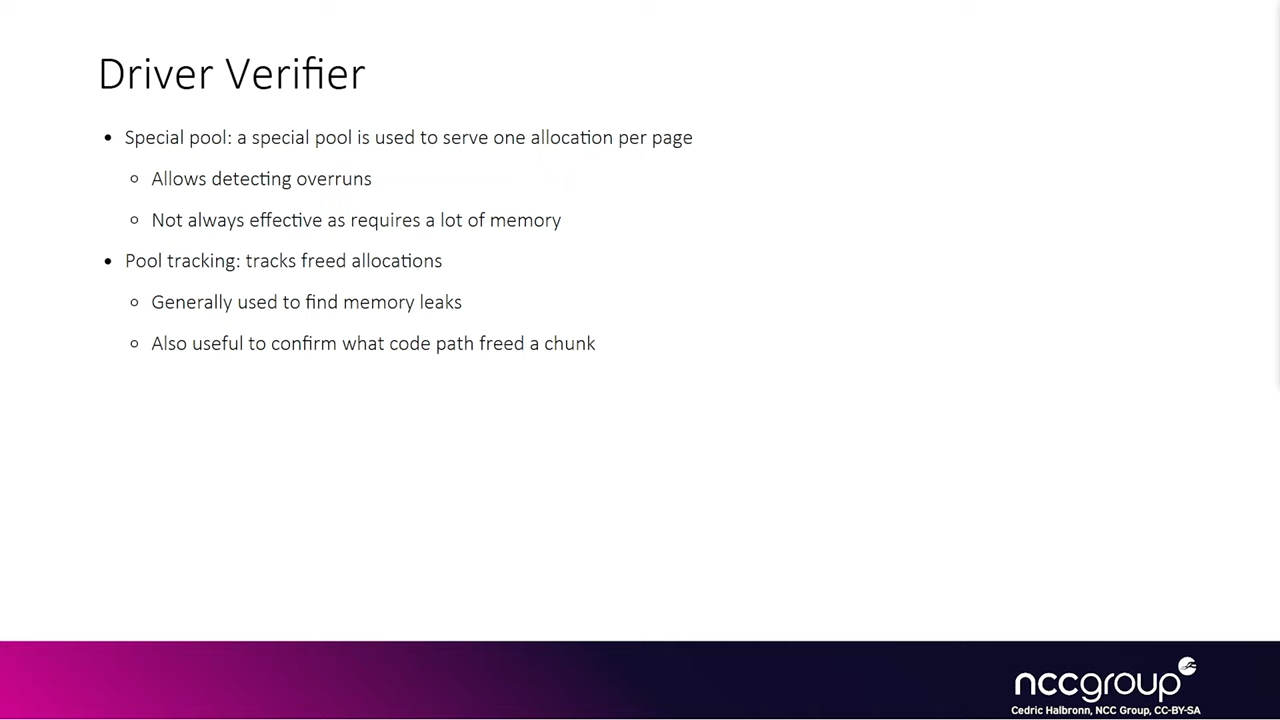 Driver Verifier
• Special pool: a special pool is used to serve one allocation per page
○ Allows detecting overruns
○ Not always effective as requires a lot of memory
• Pool tracking: tracks freed allocations
○ Generally used to find memory leaks
○ Also useful to confirm what code path freed a chunk
nccgroup
Cedric Halbronn, NCC Group, CC-BY-SA